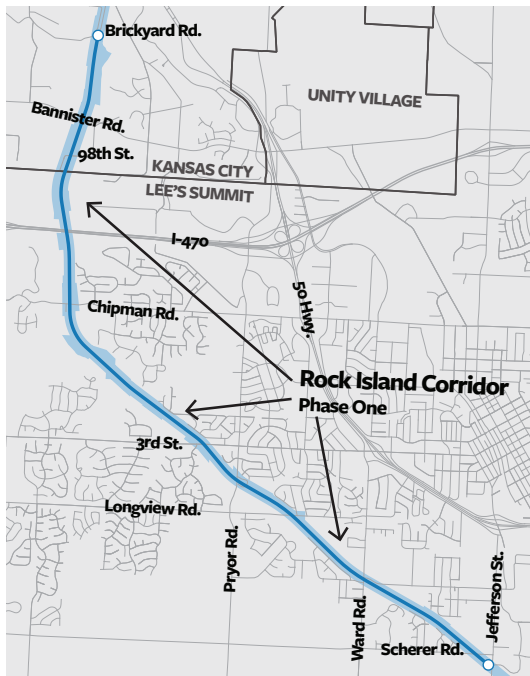 Brickyard Rd.
UNITY VILLAGE
Bannister Rd.
98th St.
KANSAS CITY
LEE'S SUMMIT
I-470
50 Hwy.
Chipman Rd.
Rock Island Corridor
Phase One
3rd St.
Longview Rd.
Pryor Rd.
Ward Rd.
Jefferson St.
Scherer Rd.